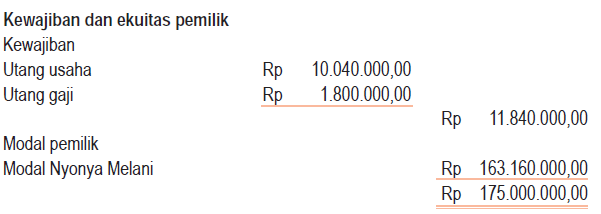 Kewajiban dan ekuitas pemilik
Kewajiban
Utang usaha Rp 10.040.000,00
Utang gaji Rp 1.800.000,00
Rp 11.840.000,00
Modal pemilik
Modal Nyonya Melani Rp 163.160.000,00
Rp 175.000.000,00